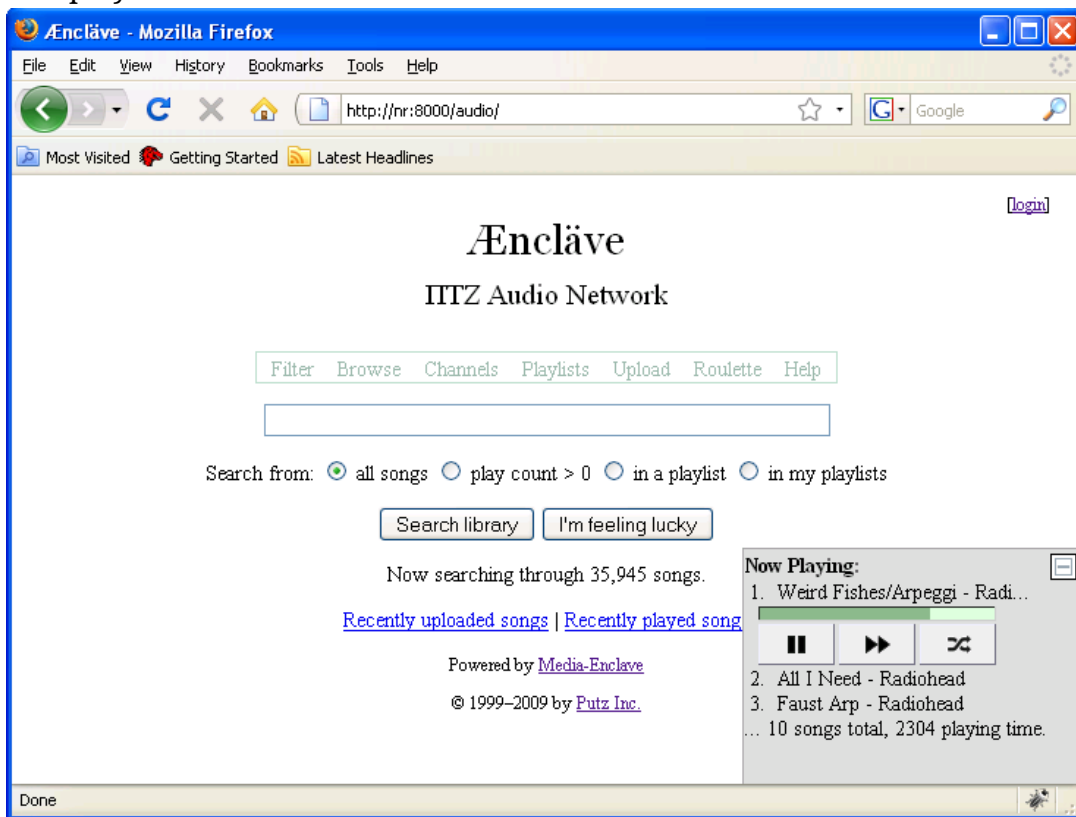 Æncläve - Mozilla Firefox
File Edit View History Bookmarks Tools Help
http://nr:8000/audio/ G Google
Most Visited Getting Started Latest Headlines
[login]
Æncläve
ΠΤΖ Audio Network
Filter Browse Channels Playlists Upload Roulette Help
Search from: all songs play count > 0 in a playlist in my playlists
Search library I'm feeling lucky
Now searching through 35,945 songs.
Recently uploaded songs | Recently played song
Powered by Media-Enclave
© 1999–2009 by Putz Inc.
Now Playing:
1. Weird Fishes/Arpeggi - Radi...
2. All I Need - Radiohead
3. Faust Arp - Radiohead
... 10 songs total, 2304 playing time.
Done